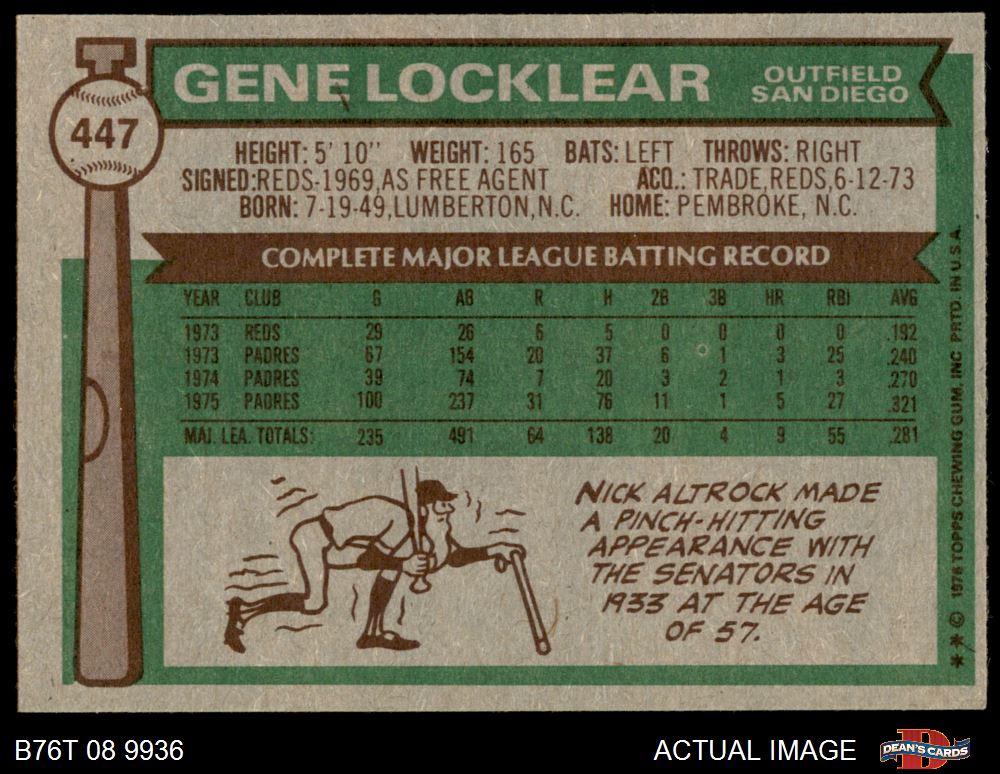 GENE LOCKLEAR
OUTFIELD
SAN DIEGO
447
HEIGHT: 5' 10" WEIGHT: 165 BATS: LEFT THROWS: RIGHT
SIGNED:REDS-1969,AS FREE AGENT ACQ.: TRADE,REDS,6-12-73
BORN: 7-19-49,LUMBERTON,N.C. HOME: PEMBROKE, N.C.
COMPLETE MAJOR LEAGUE BATTING RECORD
YEAR CLUB G AB R H 2B 3B HR RBI AVG
1973 REDS 29 26 6 5 0 0 0 0 .192
1973 PADRES 67 154 20 37 6 1 3 25 .240
1974 PADRES 39 74 7 20 3 2 1 3 .270
1975 PADRES 100 237 31 76 11 1 5 27 .321
MAJ. LEA. TOTALS: 235 491 64 138 20 4 9 55 .281
NICK ALTROCK MADE
A PINCH-HITTING
APPEARANCE WITH
THE SENATORS IN
1933 AT THE AGE
OF 57.
** © 1976 TOPPS CHEWING GUM, INC PRTD. IN U.S.A.
B76T 08 9936
ACTUAL IMAGE
DEAN'S CARDS